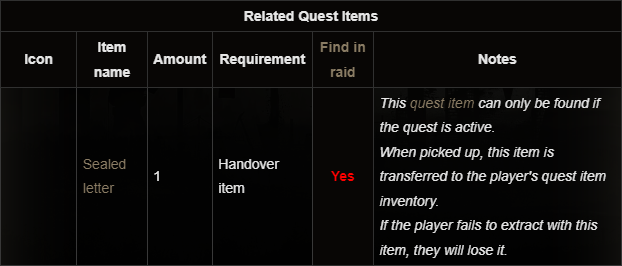 Related Quest Items
Icon
Item name
Amount
Requirement
Find in raid
Notes
Sealed letter
1
Handover item
Yes
This quest item can only be found if
the quest is active.
When picked up, this item is
transferred to the player's quest item
inventory.
If the player fails to extract with this
item, they will lose it.